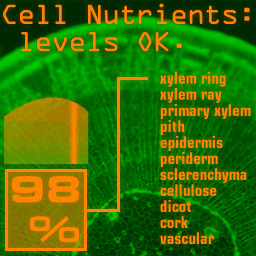 Cell Nutrients:
levels OK.
xylem ring
xylem ray
primary xylem
pith
epidermis
periderm
sclerenchyma
cellulose
dicot
cork
vascular
98
%